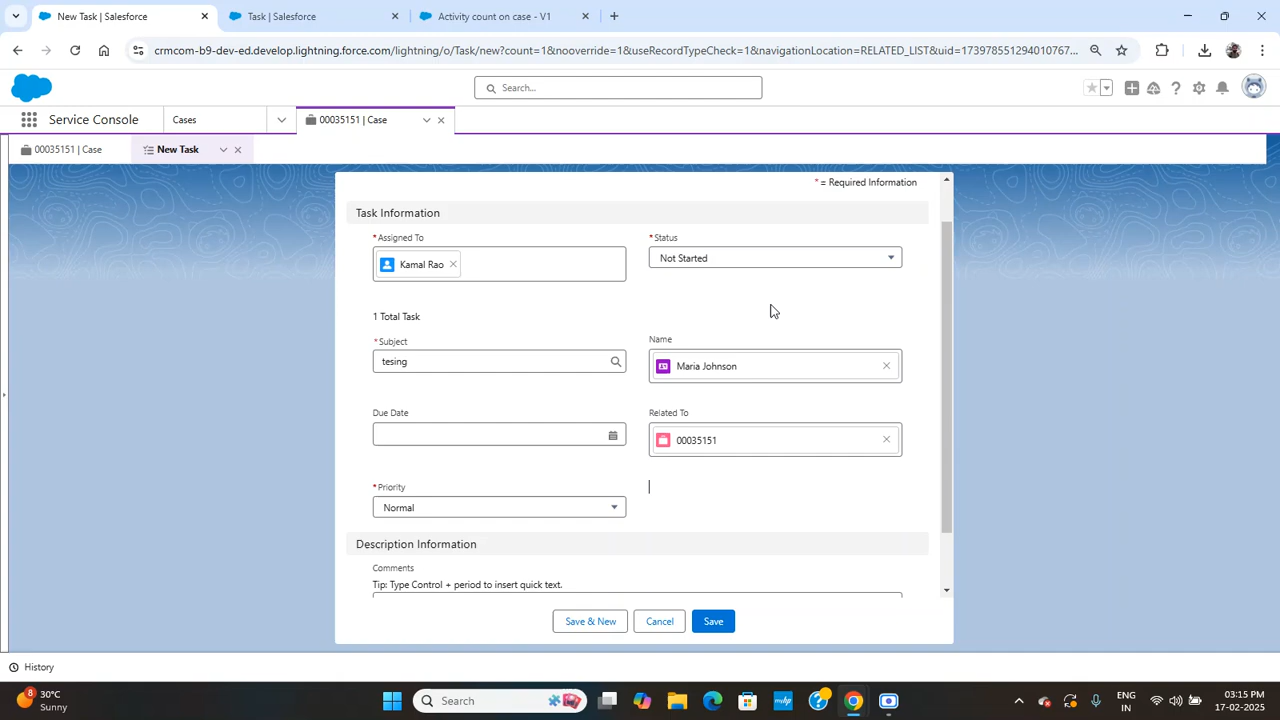 New Task | Salesforce
Task | Salesforce
Activity count on case - V1
crmcom-b9-dev-ed.develop.lightning.force.com/lightning/o/Task/new?count=1&nooverride=1&useRecordTypeCheck=1&navigationLocation=RELATED_LIST&uid=173978551294010767...
Search...
Service Console
Cases
00035151 | Case
00035151 | Case
New Task
* = Required Information
Task Information
*Assigned To
*Status
Kamal Rao
Not Started
1 Total Task
*Subject
Name
tesing
Maria Johnson
Due Date
Related To
00035151
*Priority
Normal
Description Information
Comments
Tip: Type Control + period to insert quick text.
Save & New
Cancel
Save
History
8
30°C
Sunny
Search
ENG
IN
03:15 PM
17-02-2025